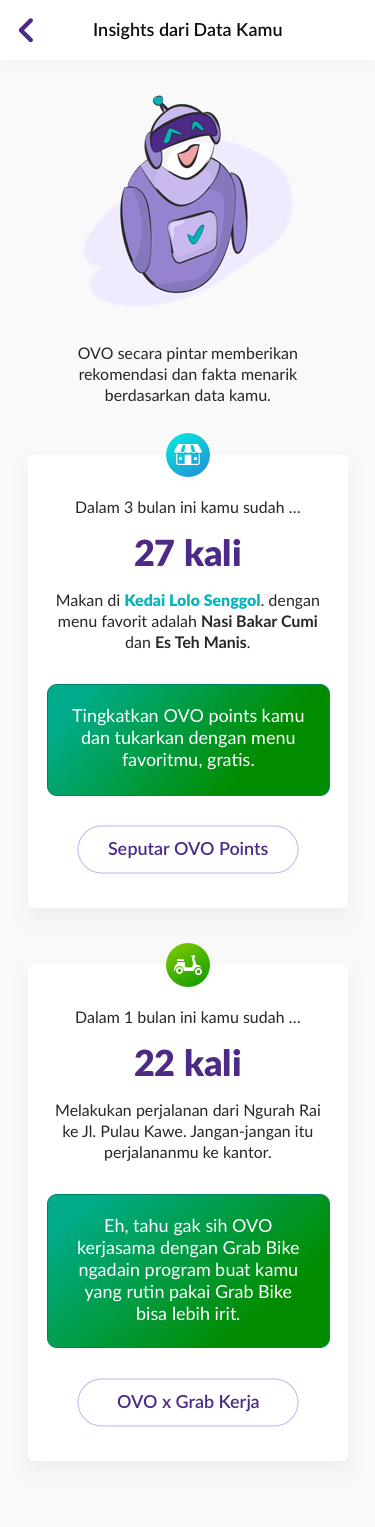 Insights dari Data Kamu
OVO secara pintar memberikan
rekomendasi dan fakta menarik
berdasarkan data kamu.
Dalam 3 bulan ini kamu sudah ...
27 kali
Makan di Kedai Lolo Senggol. dengan
menu favorit adalah Nasi Bakar Cumi
dan Es Teh Manis.
Tingkatkan OVO points kamu
dan tukarkan dengan menu
favoritmu, gratis.
Seputar OVO Points
Dalam 1 bulan ini kamu sudah ...
22 kali
Melakukan perjalanan dari Ngurah Rai
ke Jl. Pulau Kawe. Jangan-jangan itu
perjalananmu ke kantor.
Eh, tahu gak sih OVO
kerjasama dengan Grab Bike
ngadain program buat kamu
yang rutin pakai Grab Bike
bisa lebih irit.
OVO x Grab Kerja